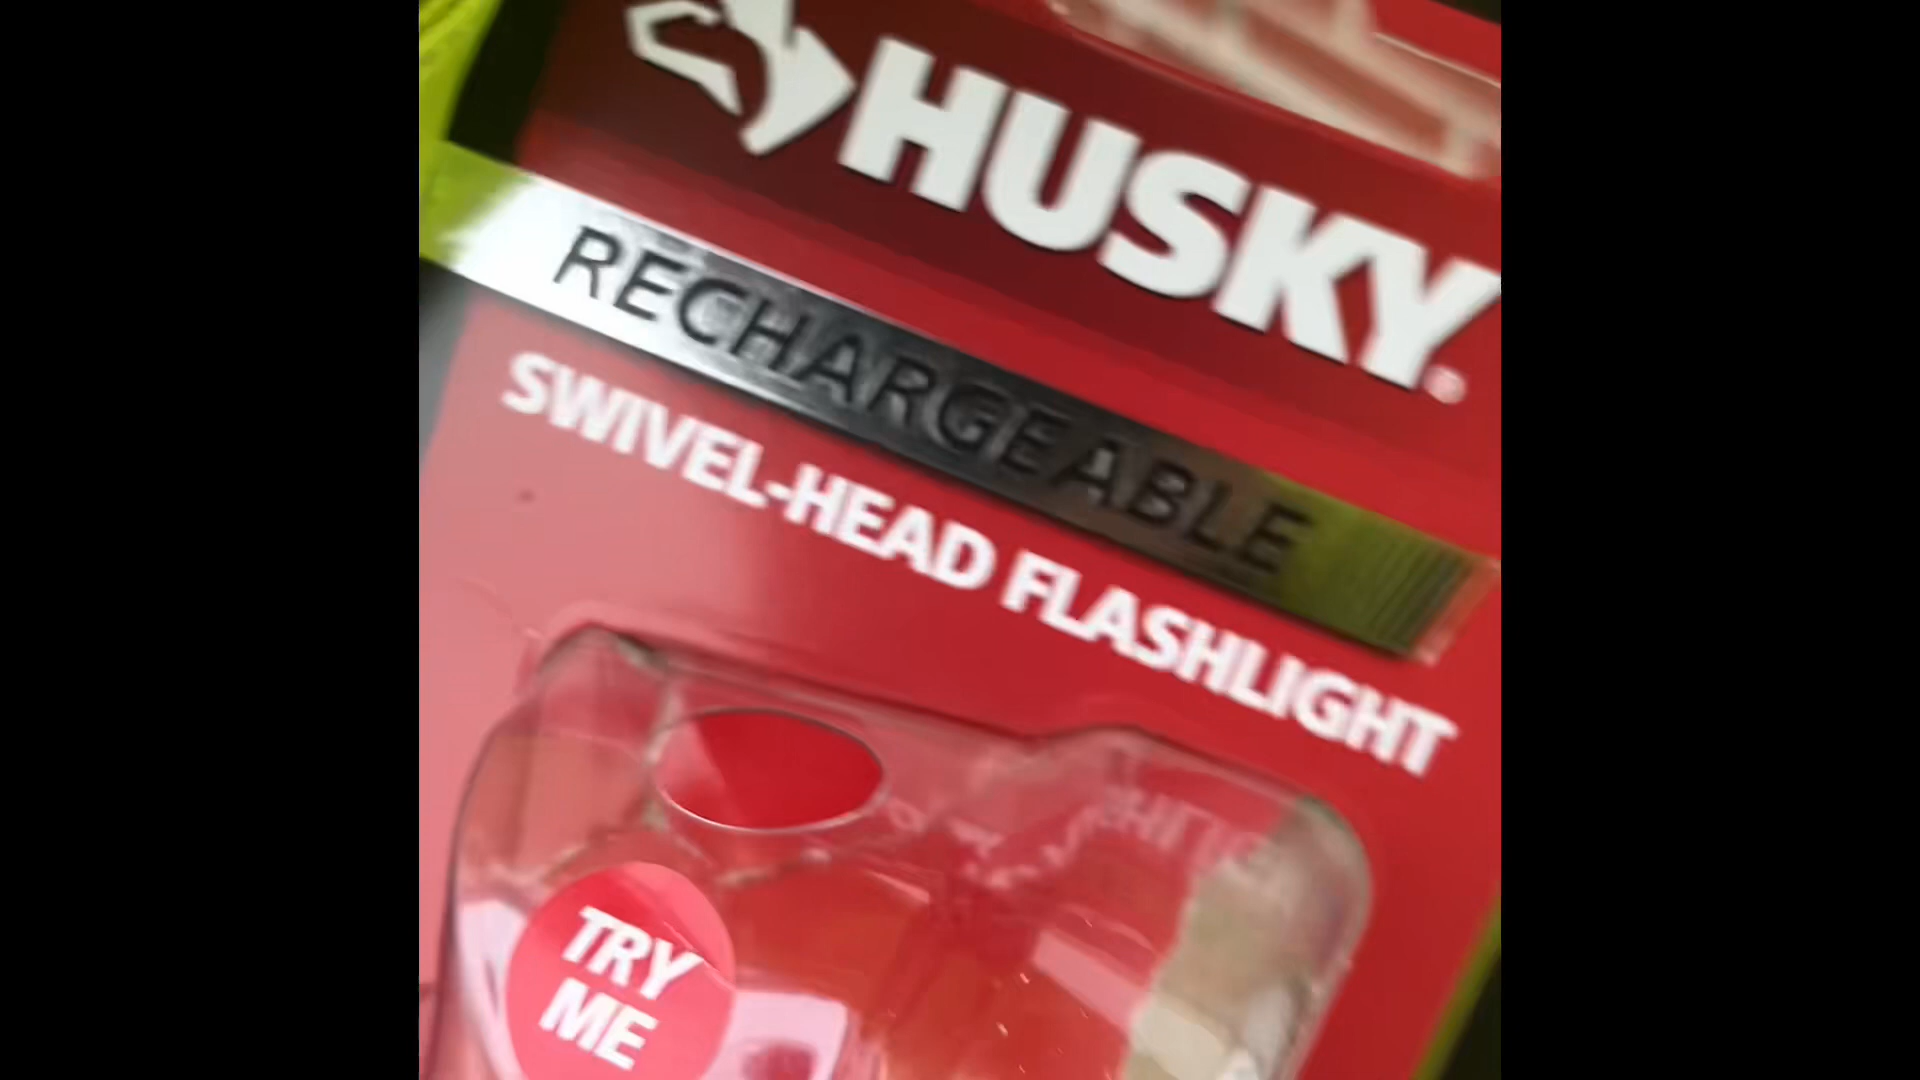 HUSKY®
RECHARGEABLE
SWIVEL-HEAD FLASHLIGHT
TRY
ME